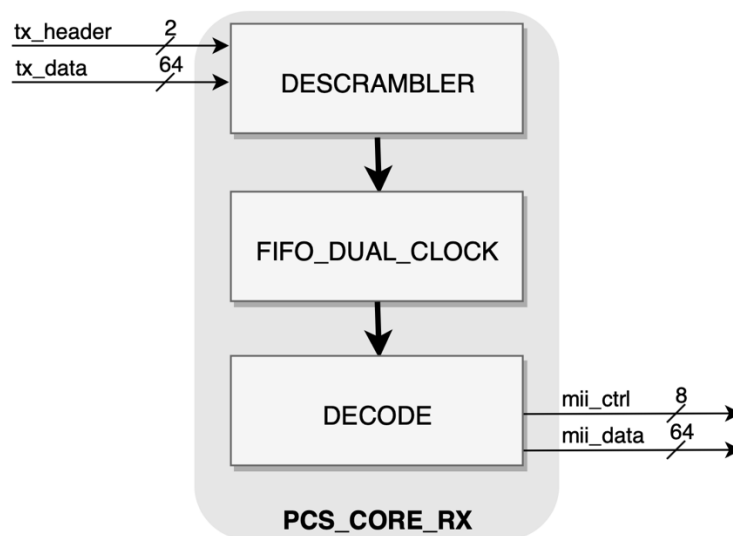 tx_header
2
tx_data
64
DESCRAMBLER
FIFO_DUAL_CLOCK
DECODE
mii_ctrl
8
mii_data
64
PCS_CORE_RX